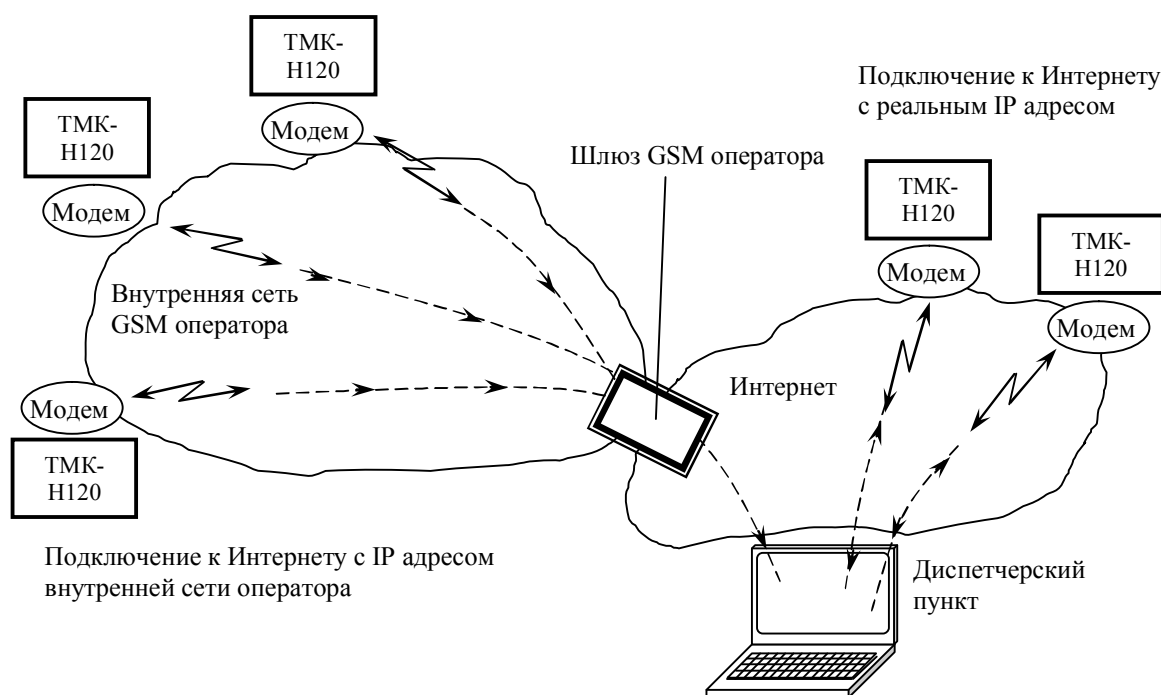 ТМК-
Н120
Модем
ТМК-
Н120
Модем
Подключение к Интернету
с реальным IP адресом
Шлюз GSM оператора
ТМК-
Н120
Модем
ТМК-
Н120
Модем
Внутренняя сеть
GSM оператора
Интернет
Модем
ТМК-
Н120
Подключение к Интернету с IP адресом
внутренней сети оператора
Диспетчерский
пункт